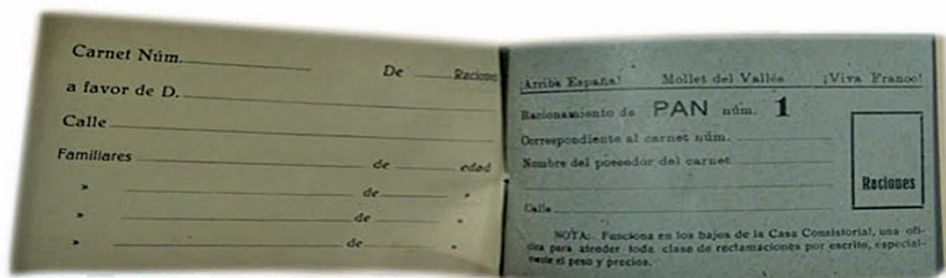 Carnet Núm.
De Racione
a favor de D.
Calle
Familiares de edad
» de »
» de »
» de »
¡Arriba España! Mollet del Vallés ¡Viva Franco!
Racionamiento de PAN núm. 1
Correspondiente al carnet núm.
Nombre del poseedor del carnet
Raciones
Calle
NOTA:- Funciona en los bajos de la Casa Consistorial, una ofi-
cina para atender toda clase de reclamaciones por escrito, especial-
mente el peso y precios.